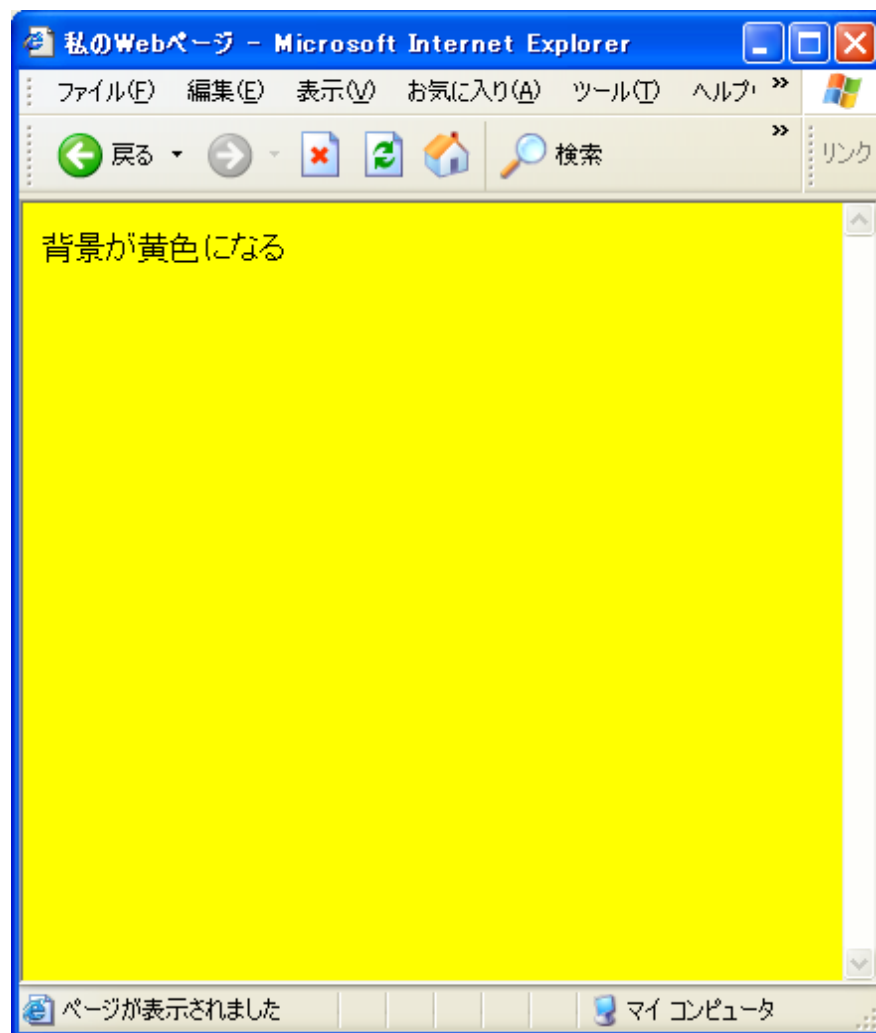 私のWebページ - Microsoft Internet Explorer
ファイル(F) 編集(E) 表示(V) お気に入り(A) ツール(T) ヘルプ »
戻る 検索 » リンク
背景が黄色になる
ページが表示されました マイ コンピュータ